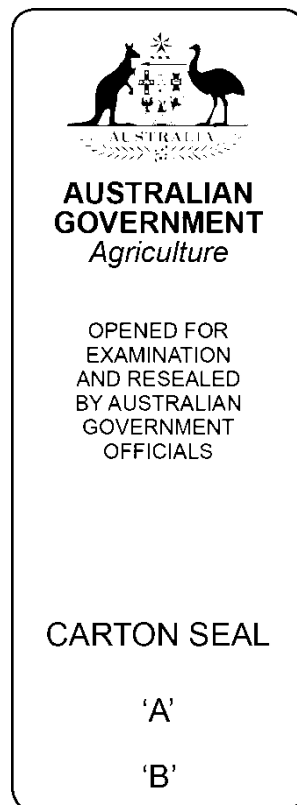 AUSTRALIA
AUSTRALIAN
GOVERNMENT
Agriculture
OPENED FOR
EXAMINATION
AND RESEALED
BY AUSTRALIAN
GOVERNMENT
OFFICIALS
CARTON SEAL
‘A’
‘B’